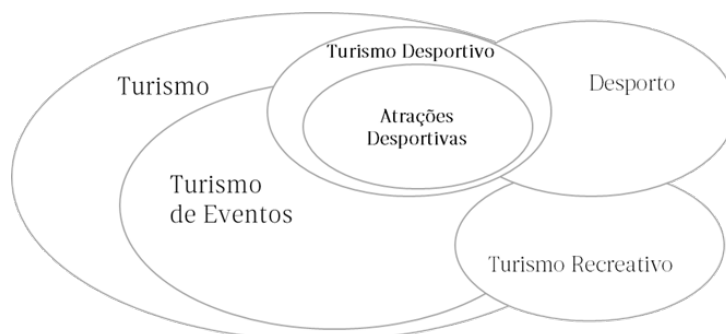 Turismo Desportivo
Turismo
Desporto
Atrações
Desportivas
Turismo
de Eventos
Turismo Recreativo